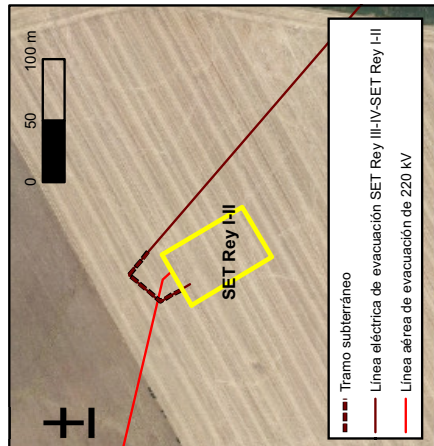 0 50 100 m
SET Rey I-II
Tramo subterráneo
Línea eléctrica de evacuación SET Rey III-IV-SET Rey I-II
Línea aérea de evacuación de 220 kV